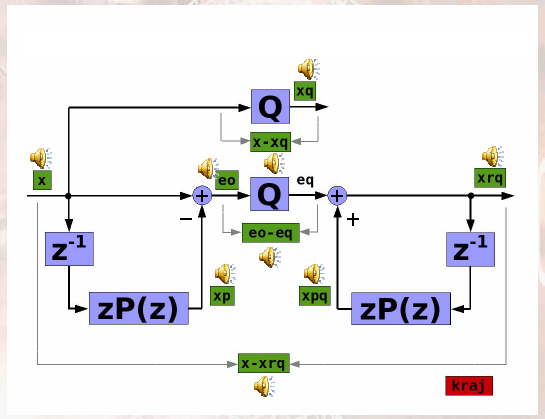 xq
Q
x-xq
x
eo
Q
eq
xrq
+
+
−
+
eo-eq
z-1
z-1
xp
xpq
zP(z)
zP(z)
x-xrq
kraj